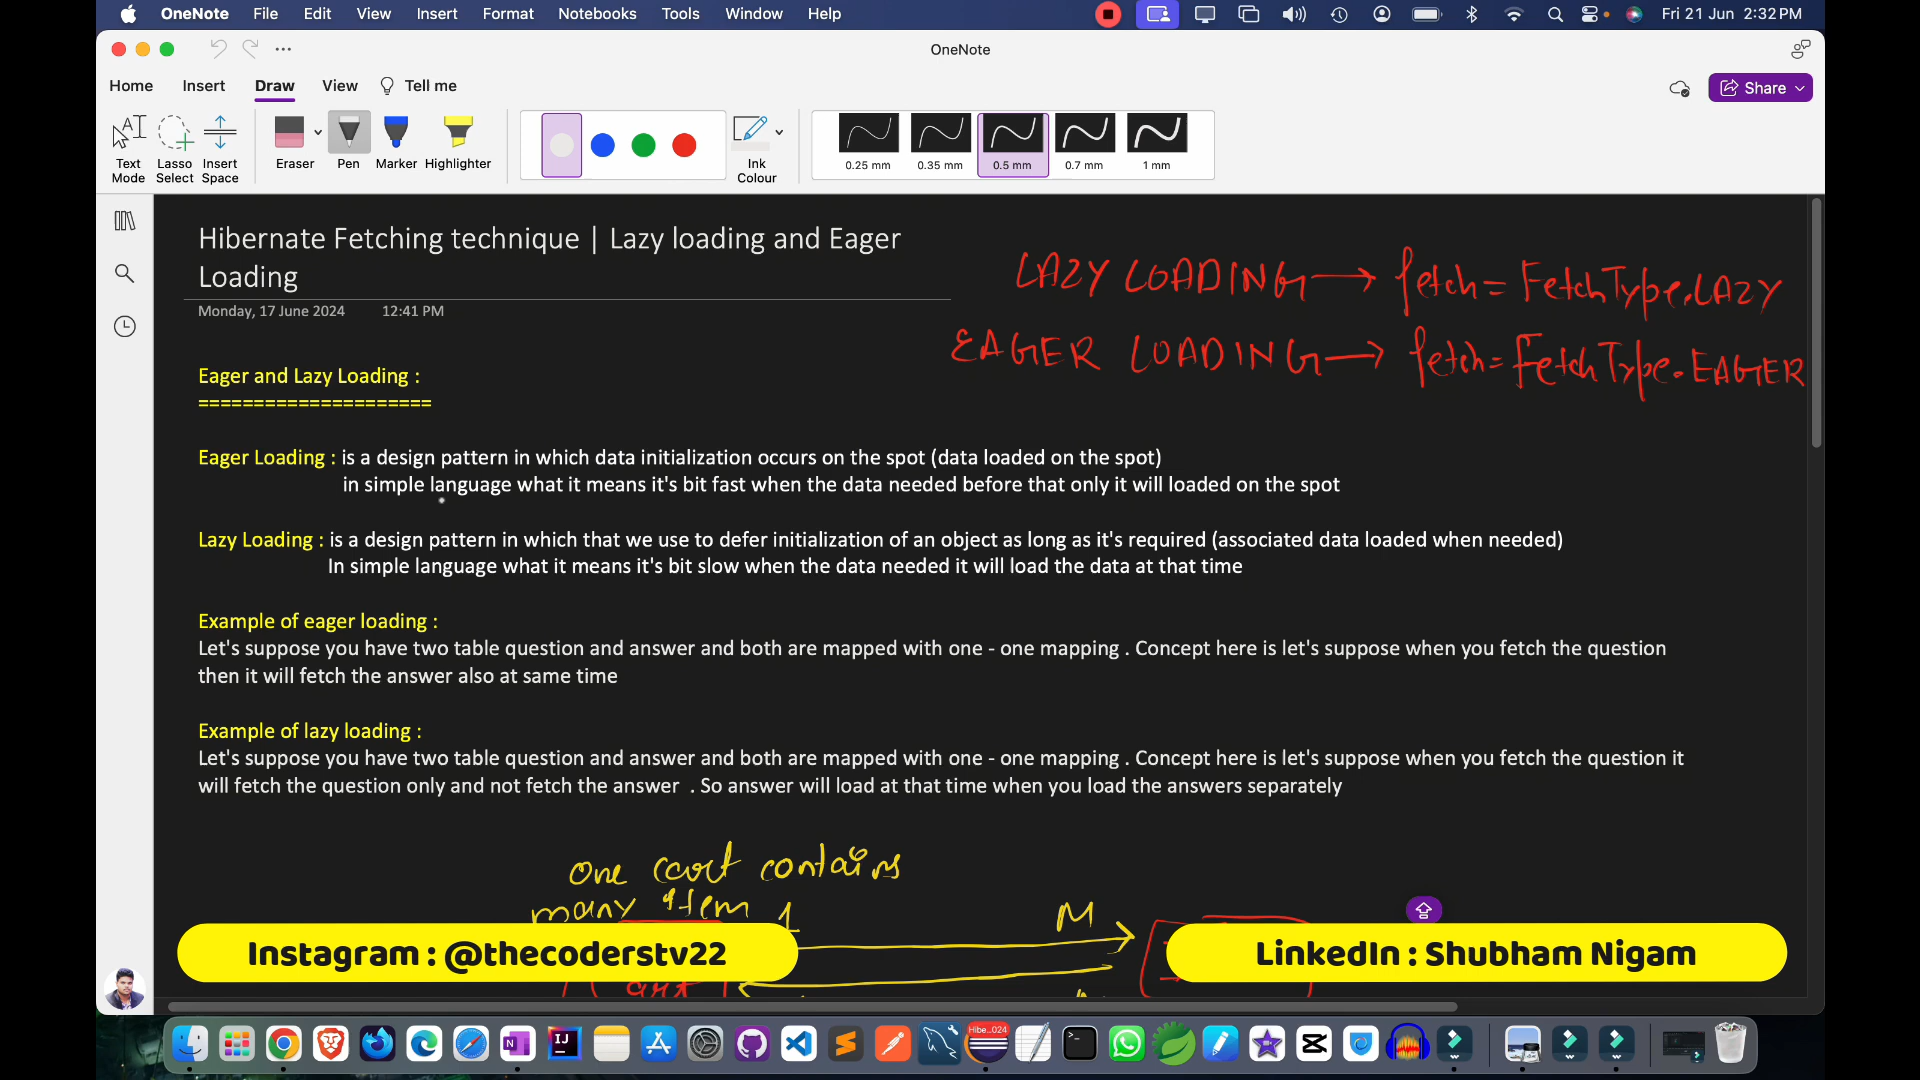 OneNote File Edit View Insert Format Notebooks Tools Window Help Fri 21 Jun 2:32 PM
OneNote
Home Insert Draw View Tell me
Share
Text Mode
Lasso Select
Insert Space
Eraser
Pen
Marker
Highlighter
Ink Colour
0.25 mm
0.35 mm
0.5 mm
0.7 mm
1 mm
Hibernate Fetching technique | Lazy loading and Eager
Loading
Monday, 17 June 2024 12:41 PM
LAZY LOADING → fetch = FetchType.LAZY
EAGER LOADING → fetch = FetchType.EAGER
Eager and Lazy Loading :
=====================
Eager Loading : is a design pattern in which data initialization occurs on the spot (data loaded on the spot)
in simple language what it means it's bit fast when the data needed before that only it will loaded on the spot
Lazy Loading : is a design pattern in which that we use to defer initialization of an object as long as it's required (associated data loaded when needed)
In simple language what it means it's bit slow when the data needed it will load the data at that time
Example of eager loading :
Let's suppose you have two table question and answer and both are mapped with one - one mapping . Concept here is let's suppose when you fetch the question
then it will fetch the answer also at same time
Example of lazy loading :
Let's suppose you have two table question and answer and both are mapped with one - one mapping . Concept here is let's suppose when you fetch the question it
will fetch the question only and not fetch the answer . So answer will load at that time when you load the answers separately
One cart contains
many item 1 M
Instagram : @thecoderstv22
LinkedIn : Shubham Nigam
Cart
Hibe...024